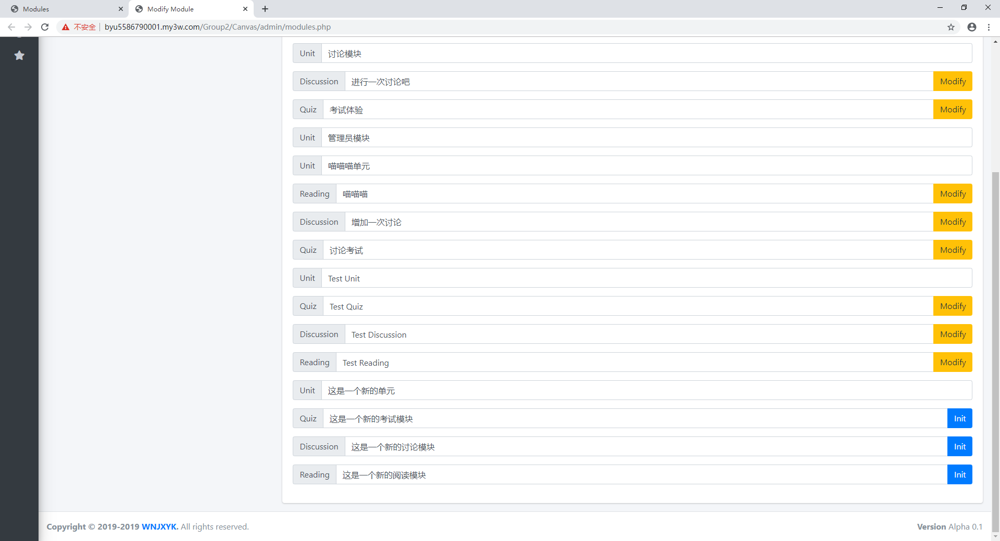 Modules
Modify Module
不安全 byu5586790001.my3w.com/Group2/Canvas/admin/modules.php
Unit 讨论模块
Discussion 进行一次讨论吧 Modify
Quiz 考试体验 Modify
Unit 管理员模块
Unit 喵喵喵单元
Reading 喵喵喵 Modify
Discussion 增加一次讨论 Modify
Quiz 讨论考试 Modify
Unit Test Unit
Quiz Test Quiz Modify
Discussion Test Discussion Modify
Reading Test Reading Modify
Unit 这是一个新的单元
Quiz 这是一个新的考试模块 Init
Discussion 这是一个新的讨论模块 Init
Reading 这是一个新的阅读模块 Init
Copyright © 2019-2019 WNJXYK. All rights reserved. Version Alpha 0.1